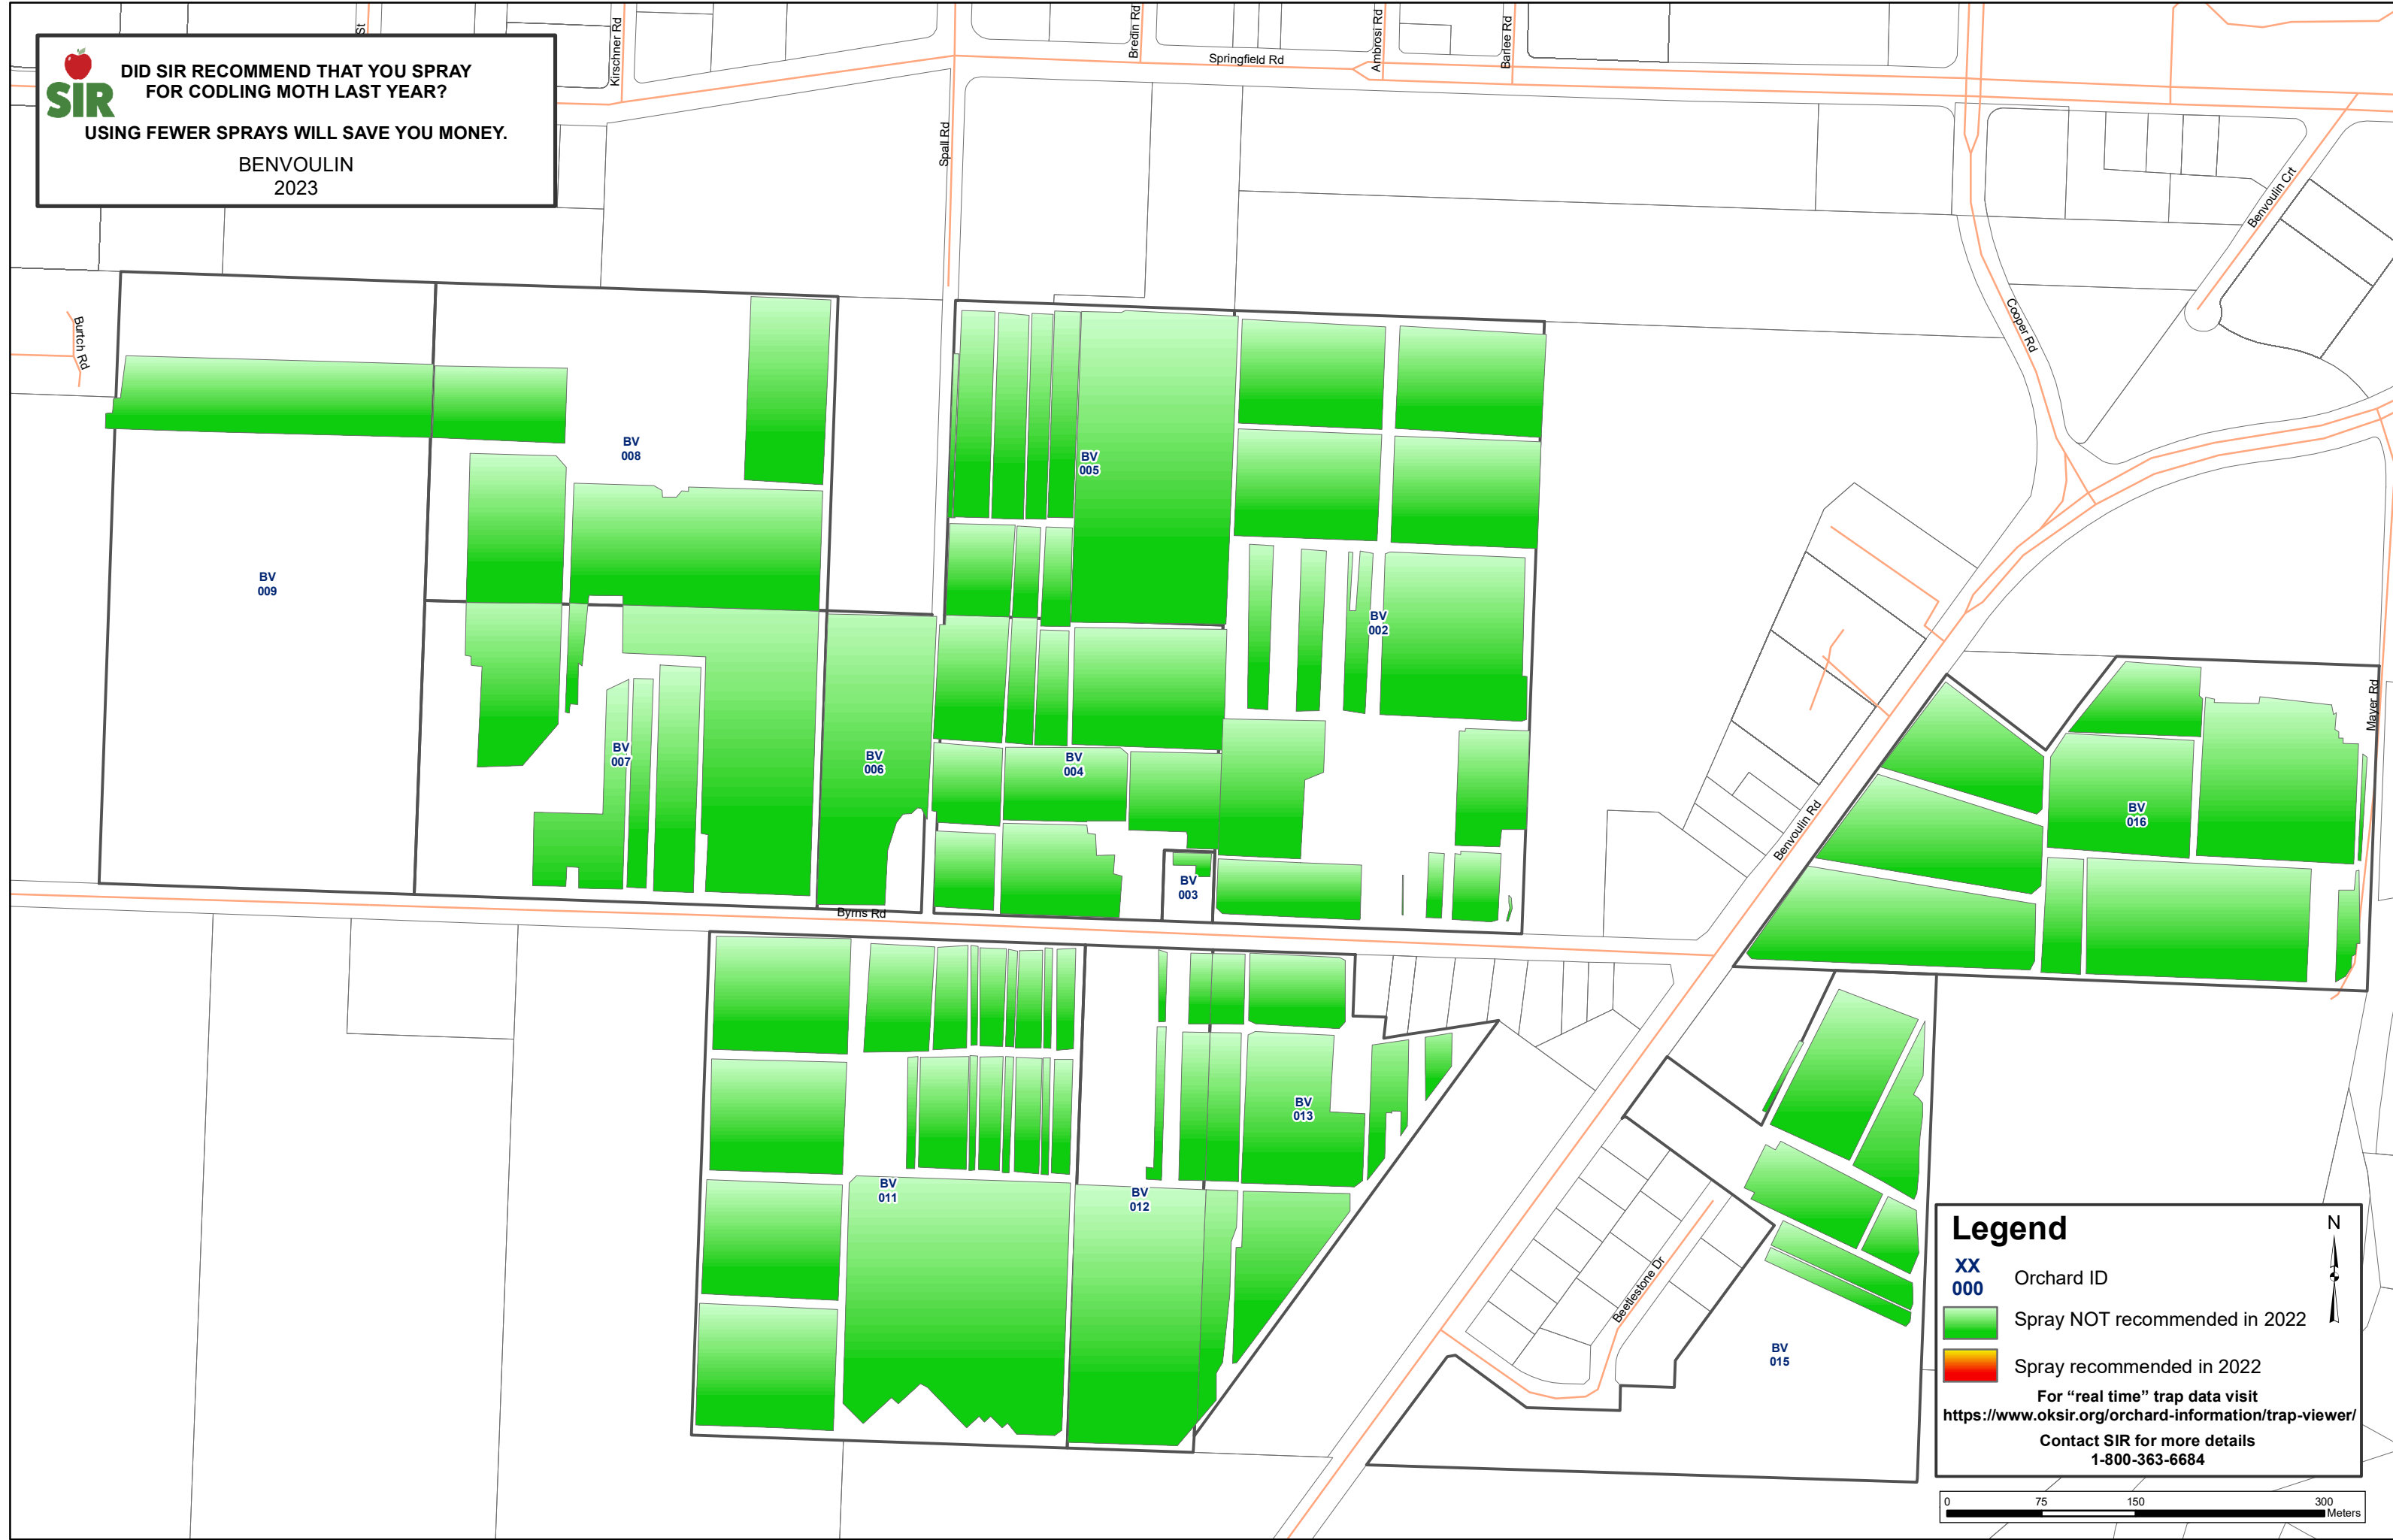 St
Kirschner Rd
Bredin Rd
Ambrosi Rd
Barlee Rd
Springfield Rd
SIR
DID SIR RECOMMEND THAT YOU SPRAY
FOR CODLING MOTH LAST YEAR?
USING FEWER SPRAYS WILL SAVE YOU MONEY.
BENVOULIN
2023
Spall Rd
Benvoulin Crt
Burtch Rd
Cooper Rd
BV
008
BV
005
BV
009
BV
002
BV
007
BV
006
BV
004
BV
003
Mayer Rd
BV
016
Benvoulin Rd
Byrns Rd
BV
013
BV
011
BV
012
Beetlestone Dr
BV
015
Legend
N
XX
000
Orchard ID
Spray NOT recommended in 2022
Spray recommended in 2022
For “real time” trap data visit
https://www.oksir.org/orchard-information/trap-viewer/
Contact SIR for more details
1-800-363-6684
0 75 150 300
Meters